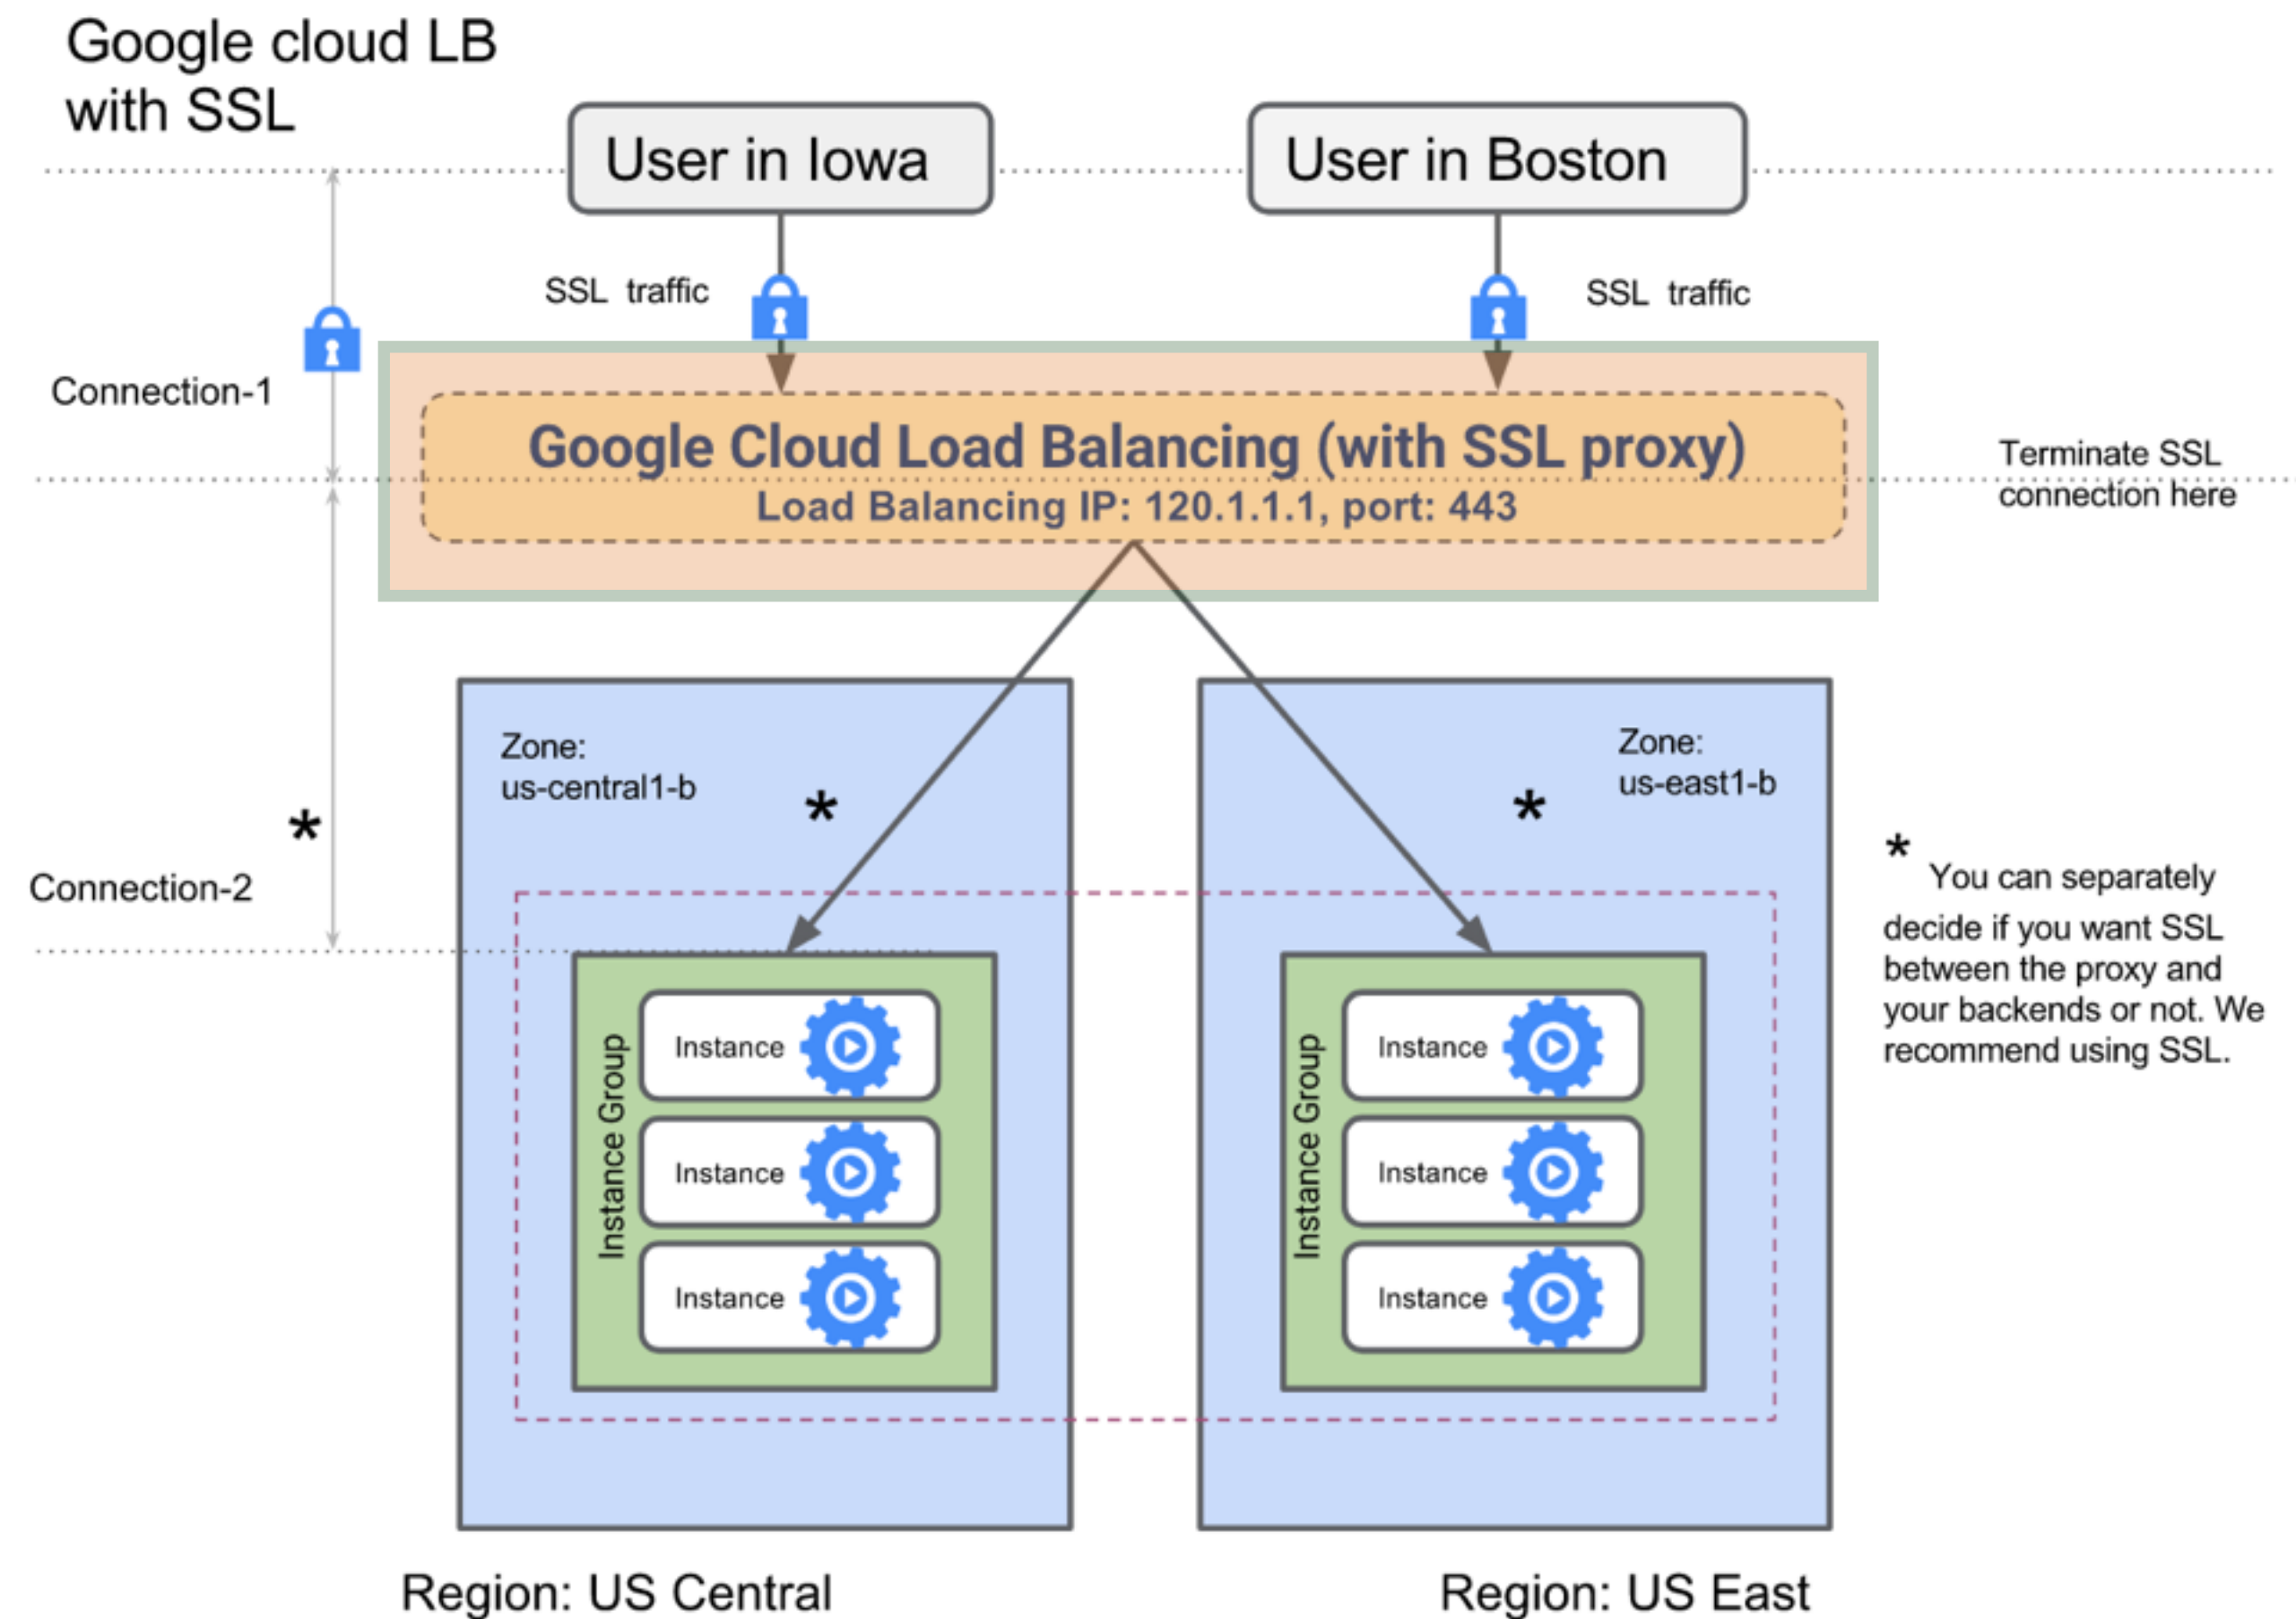 Google cloud LB
with SSL
User in Iowa
User in Boston
SSL traffic
SSL traffic
Connection-1
Google Cloud Load Balancing (with SSL proxy)
Load Balancing IP: 120.1.1.1, port: 443
Terminate SSL
connection here
Zone:
us-central1-b
*
*
Zone:
us-east1-b
*
Connection-2
* You can separately
decide if you want SSL
between the proxy and
your backends or not. We
recommend using SSL.
Instance Group
Instance
Instance
Instance
Instance Group
Instance
Instance
Instance
Region: US Central
Region: US East